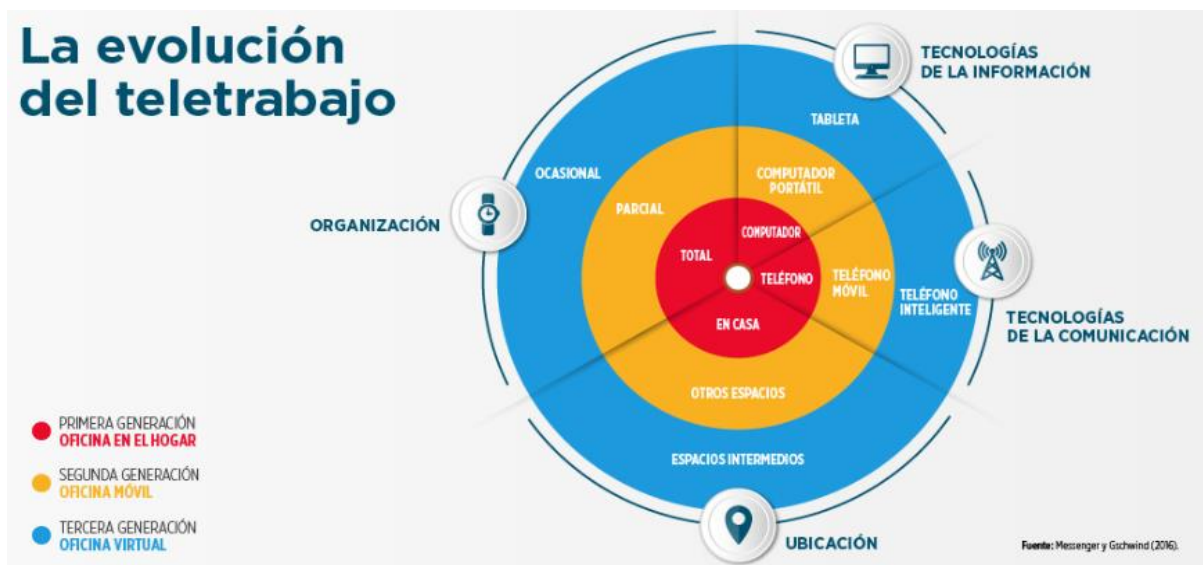 La evolución
del teletrabajo
TECNOLOGÍAS
DE LA INFORMACIÓN
TABLETA
OCASIONAL
COMPUTADOR
PORTÁTIL
PARCIAL
ORGANIZACIÓN
COMPUTADOR
TOTAL
TELÉFONO
TELÉFONO
MÓVIL
TELÉFONO
INTELIGENTE
TECNOLOGÍAS
DE LA COMUNICACIÓN
EN CASA
OTROS ESPACIOS
ESPACIOS INTERMEDIOS
UBICACIÓN
PRIMERA GENERACIÓN
OFICINA EN EL HOGAR
SEGUNDA GENERACIÓN
OFICINA MÓVIL
TERCERA GENERACIÓN
OFICINA VIRTUAL
Fuente: Messenger y Gschwind (2016).